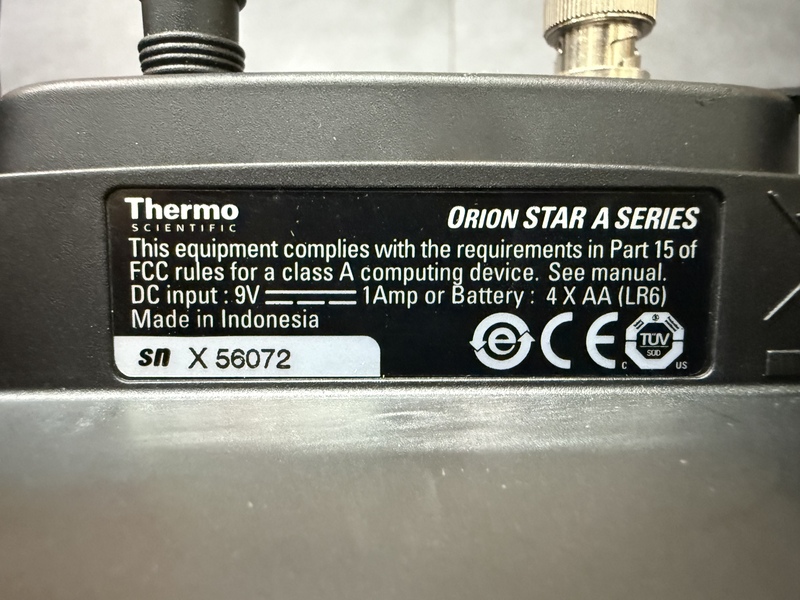 Thermo
SCIENTIFIC
ORION STAR A SERIES
This equipment complies with the requirements in Part 15 of
FCC rules for a class A computing device. See manual.
DC input : 9V 1Amp or Battery : 4 X AA (LR6)
Made in Indonesia
sn X 56072
e CE
TÜV
SÜD
C US